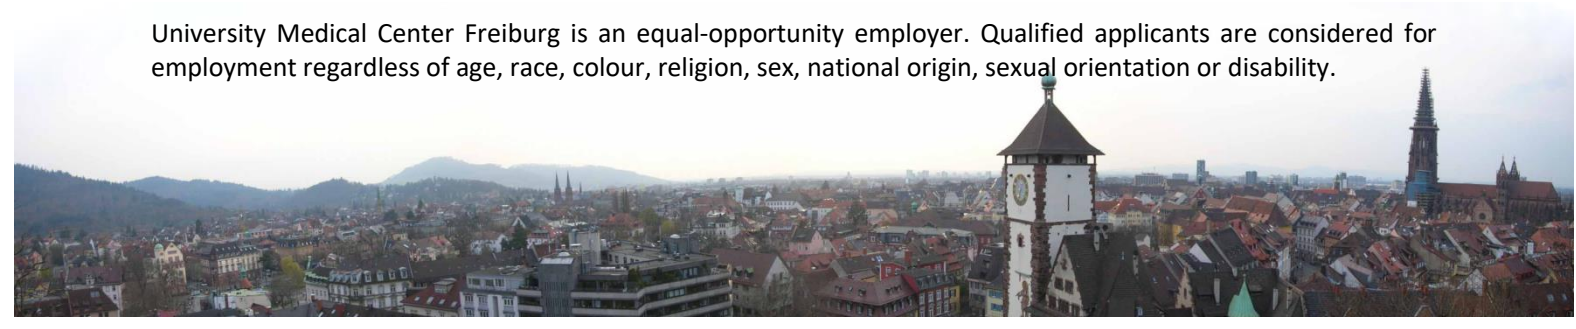 University Medical Center Freiburg is an equal-opportunity employer. Qualified applicants are considered for
employment regardless of age, race, colour, religion, sex, national origin, sexual orientation or disability.